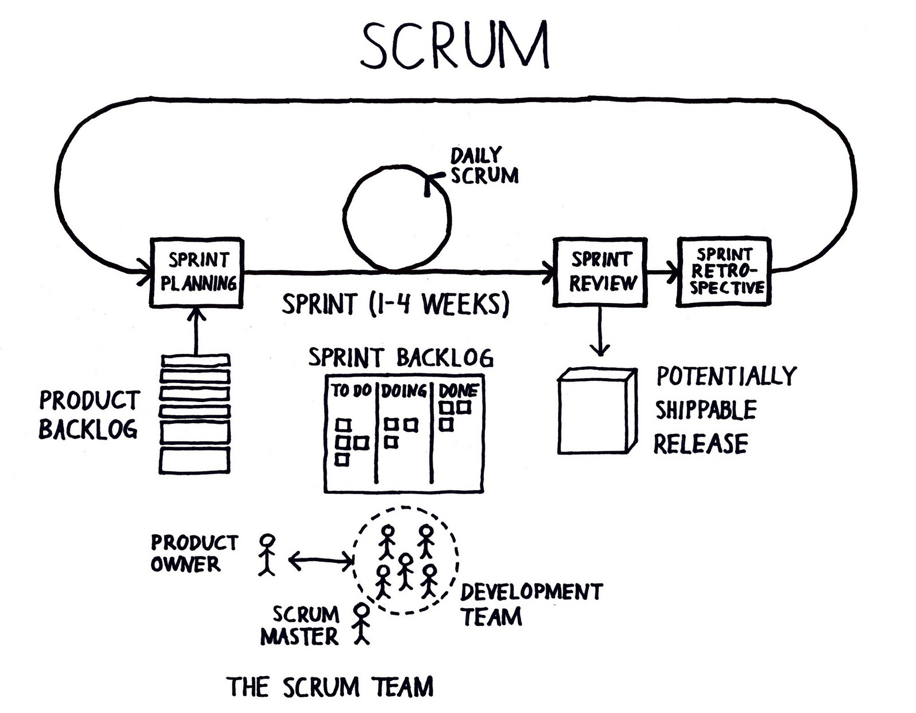 SCRUM
DAILY
SCRUM
SPRINT
PLANNING
SPRINT
REVIEW
SPRINT
RETRO-
SPECTIVE
SPRINT (1-4 WEEKS)
SPRINT BACKLOG
TO DO
DOING
DONE
PRODUCT
BACKLOG
POTENTIALLY
SHIPPABLE
RELEASE
PRODUCT
OWNER
DEVELOPMENT
TEAM
SCRUM
MASTER
THE SCRUM TEAM